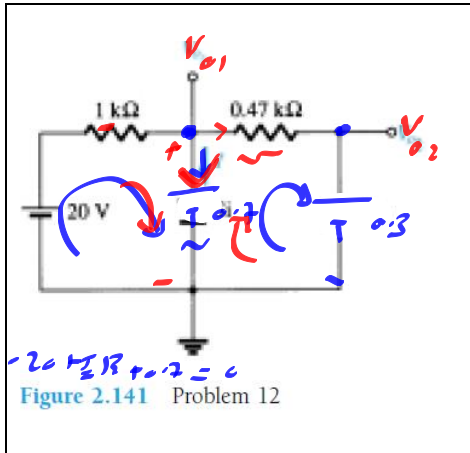 Vo1
1 kΩ
0.47 kΩ
Vo2
+
20 V
I
0.7
I
0.3
-
-
-20 + IR + 0.7 = 0
Figure 2.141 Problem 12